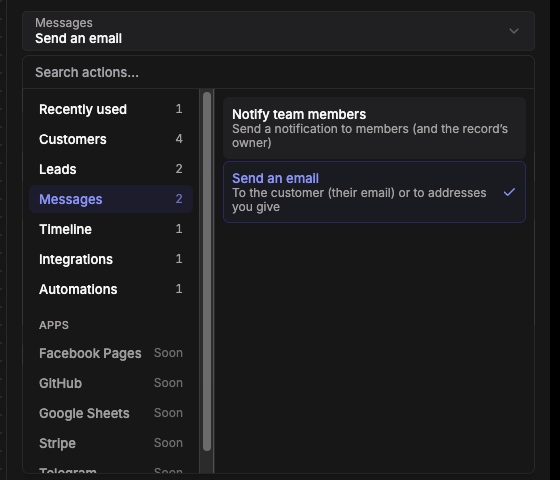 Messages
Send an email
Search actions...
Recently used 1
Customers 4
Leads 2
Messages 2
Timeline 1
Integrations 1
Automations 1
APPS
Facebook Pages Soon
GitHub Soon
Google Sheets Soon
Stripe Soon
Telegram Soon
Notify team members
Send a notification to members (and the record's
owner)
Send an email
To the customer (their email) or to addresses
you give